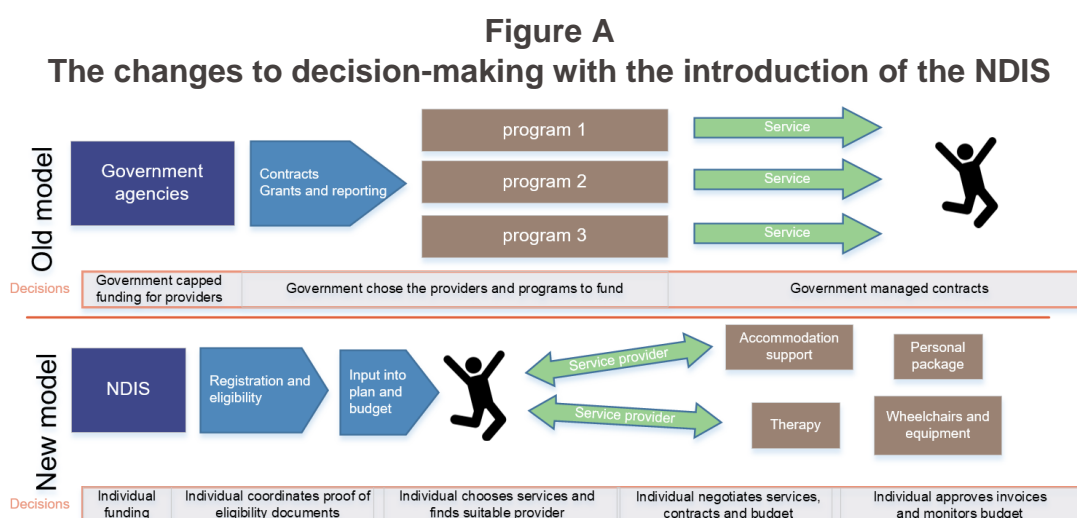 Figure A
The changes to decision-making with the introduction of the NDIS
Old model
Government
agencies
Contracts
Grants and reporting
program 1
program 2
program 3
Service
Service
Service
Decisions
Government capped
funding for providers
Government chose the providers and programs to fund
Government managed contracts
New model
NDIS
Registration and
eligibility
Input into
plan and
budget
Service provider
Service provider
Accommodation
support
Personal
package
Therapy
Wheelchairs and
equipment
Decisions
Individual
funding
Individual coordinates proof of
eligibility documents
Individual chooses services and
finds suitable provider
Individual negotiates services,
contracts and budget
Individual approves invoices
and monitors budget